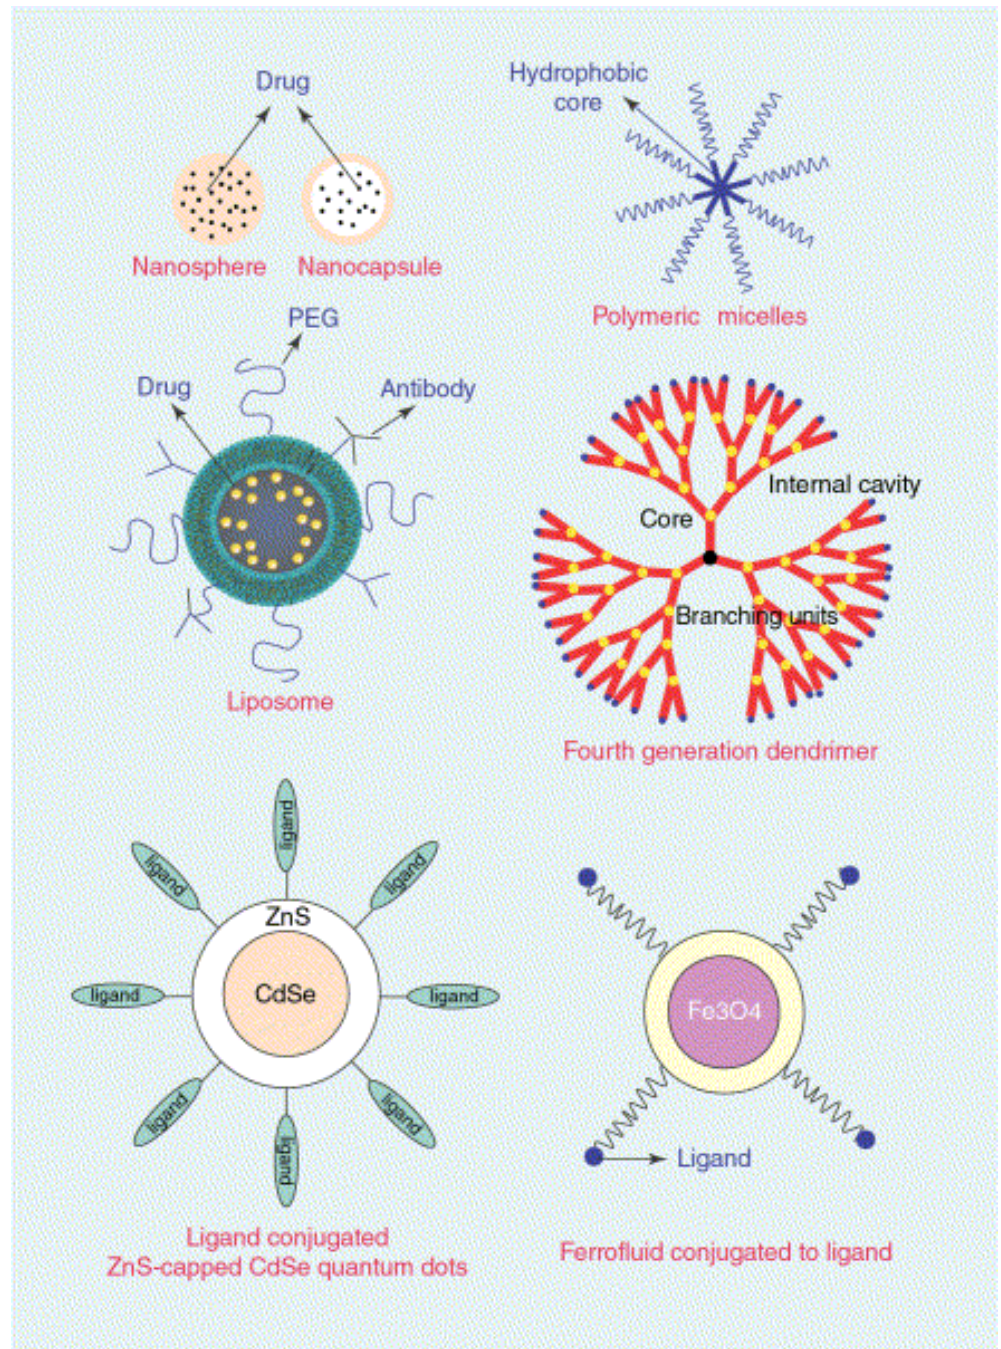 Drug
Hydrophobic
core
Nanosphere
Nanocapsule
Polymeric micelles
PEG
Drug
Antibody
Internal cavity
Core
Branching units
Liposome
Fourth generation dendrimer
ligand
ligand
ligand
ZnS
CdSe
ligand
ligand
ligand
ligand
ligand
Fe3O4
Ligand
Ligand conjugated
ZnS-capped CdSe quantum dots
Ferrofluid conjugated to ligand